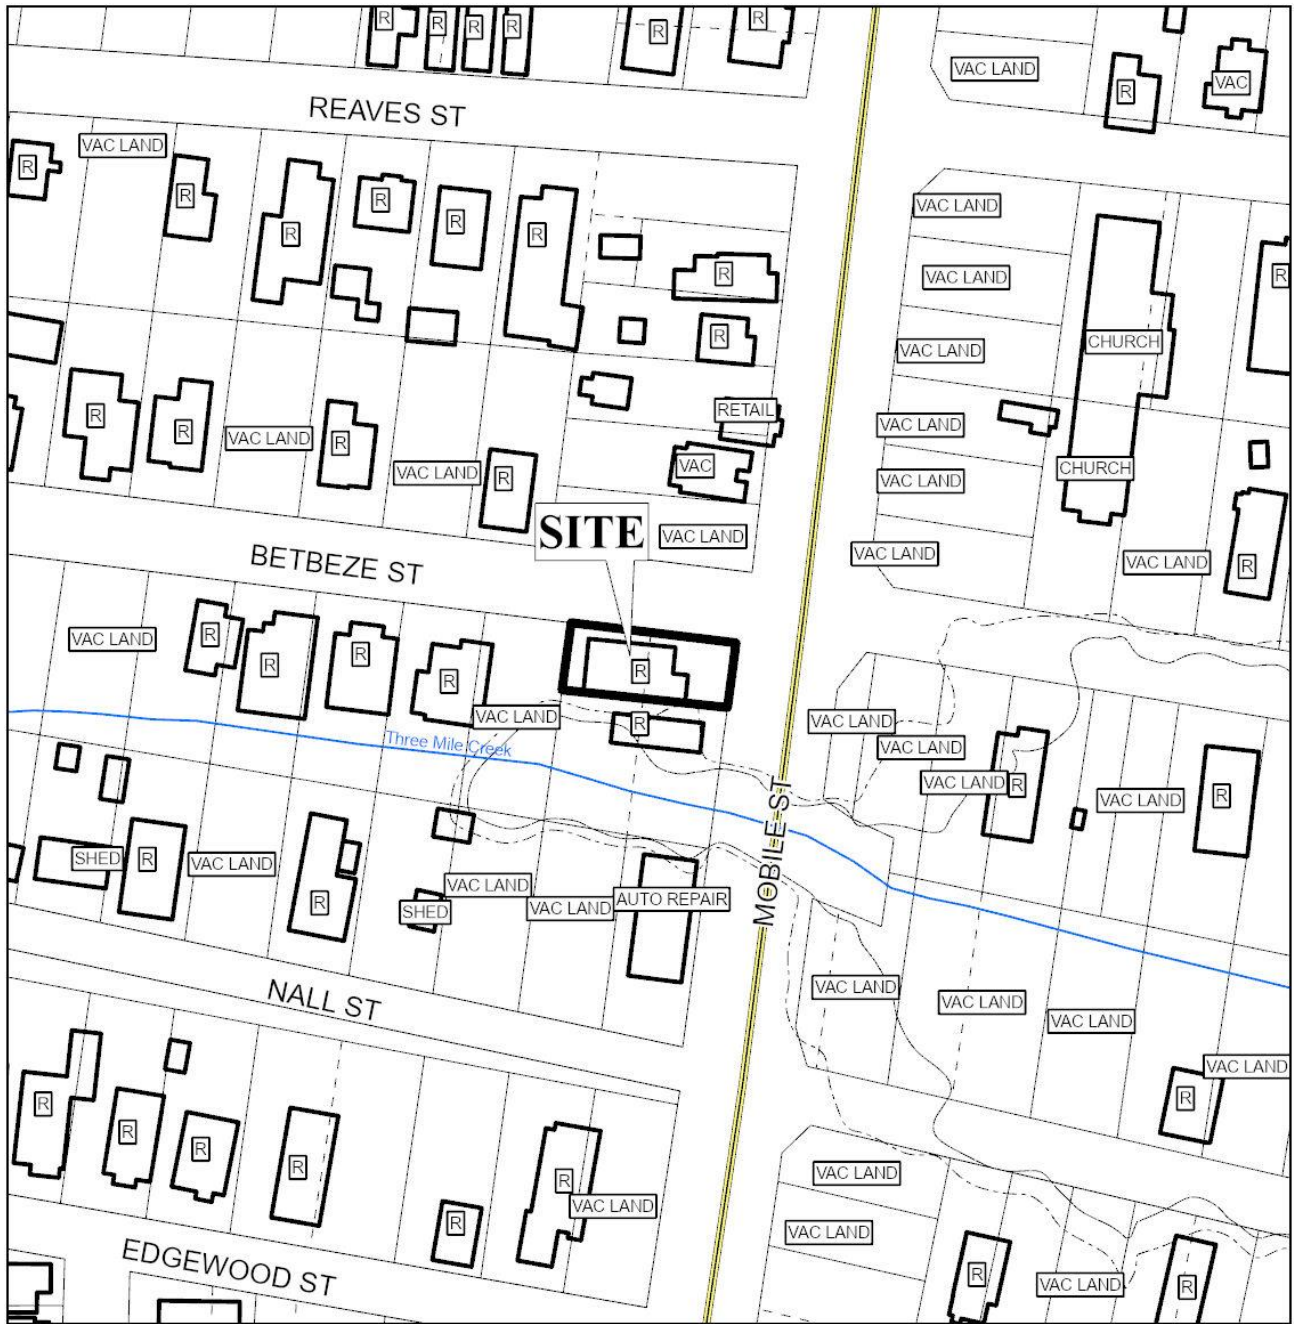 R
R
R
R
R
R
VAC LAND
R
VAC
REAVES ST
VAC LAND
R
R
R
R
R
R
VAC LAND
R
VAC LAND
R
R
VAC LAND
CHURCH
RETAIL
R
R
VAC LAND
R
VAC LAND
R
VAC
VAC LAND
CHURCH
VAC LAND
SITE
VAC LAND
VAC LAND
VAC LAND
R
BETBEZE ST
VAC LAND
R
R
R
R
R
VAC LAND
R
VAC LAND
VAC LAND
VAC LAND
R
VAC LAND
R
Three Mile Creek
MOBILE ST
SHED
R
VAC LAND
R
SHED
VAC LAND
VAC LAND
AUTO REPAIR
VAC LAND
VAC LAND
VAC LAND
VAC LAND
R
NALL ST
R
R
R
R
R
R
VAC LAND
VAC LAND
VAC LAND
R
VAC LAND
R
EDGEWOOD ST